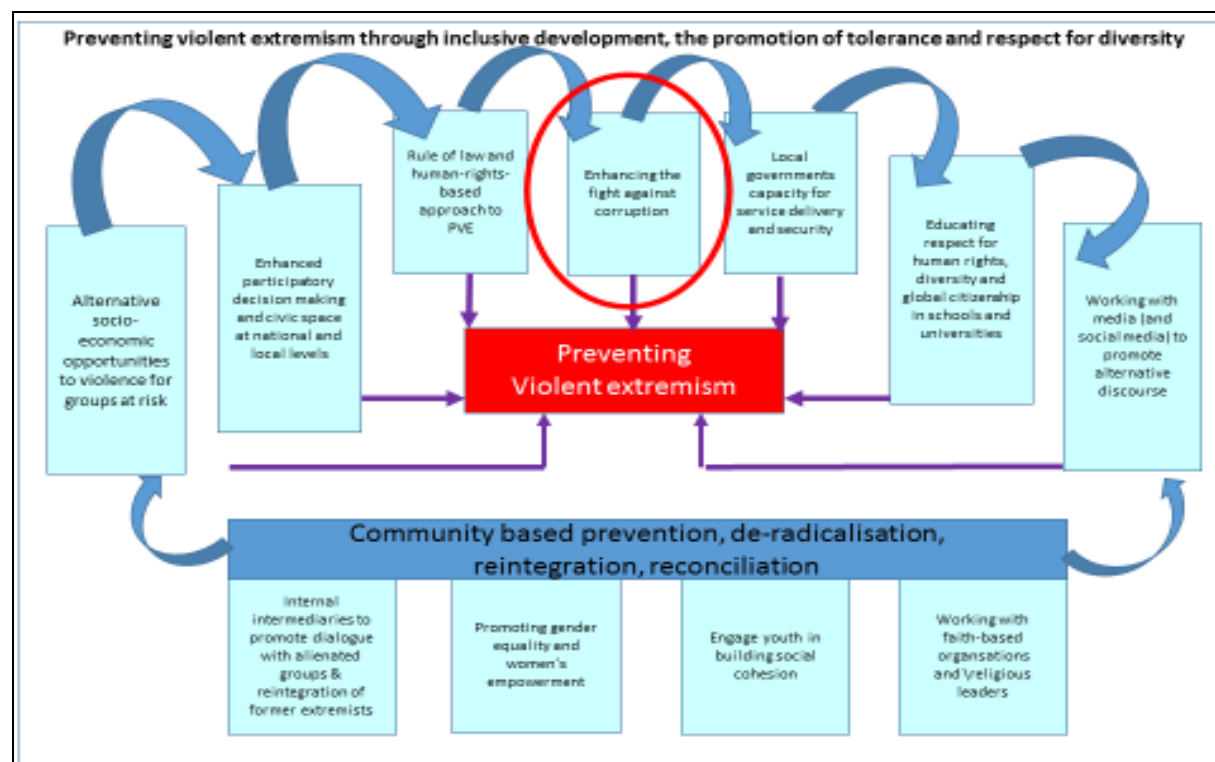 Preventing violent extremism through inclusive development, the promotion of tolerance and respect for diversity
Alternative
socio-
economic
opportunities
to violence for
groups at risk
Enhanced
participatory
decision making
and civic space
at national and
local levels
Rule of law and
human-rights-
based
approach to
PVE
Enhancing the
fight against
corruption
Local
governments
capacity for
service delivery
and security
Educating
respect for
human rights,
diversity and
global citizenship
in schools and
universities
Working with
media (and
social media) to
promote
alternative
discourse
Preventing
Violent extremism
Community based prevention, de-radicalisation,
reintegration, reconciliation
Internal
intermediaries to
promote dialogue
with alienated
groups &
reintegration of
former extremists
Promoting gender
equality and
women's
empowerment
Engage youth in
building social
cohesion
Working with
faith-based
organsations
and \religious
leaders